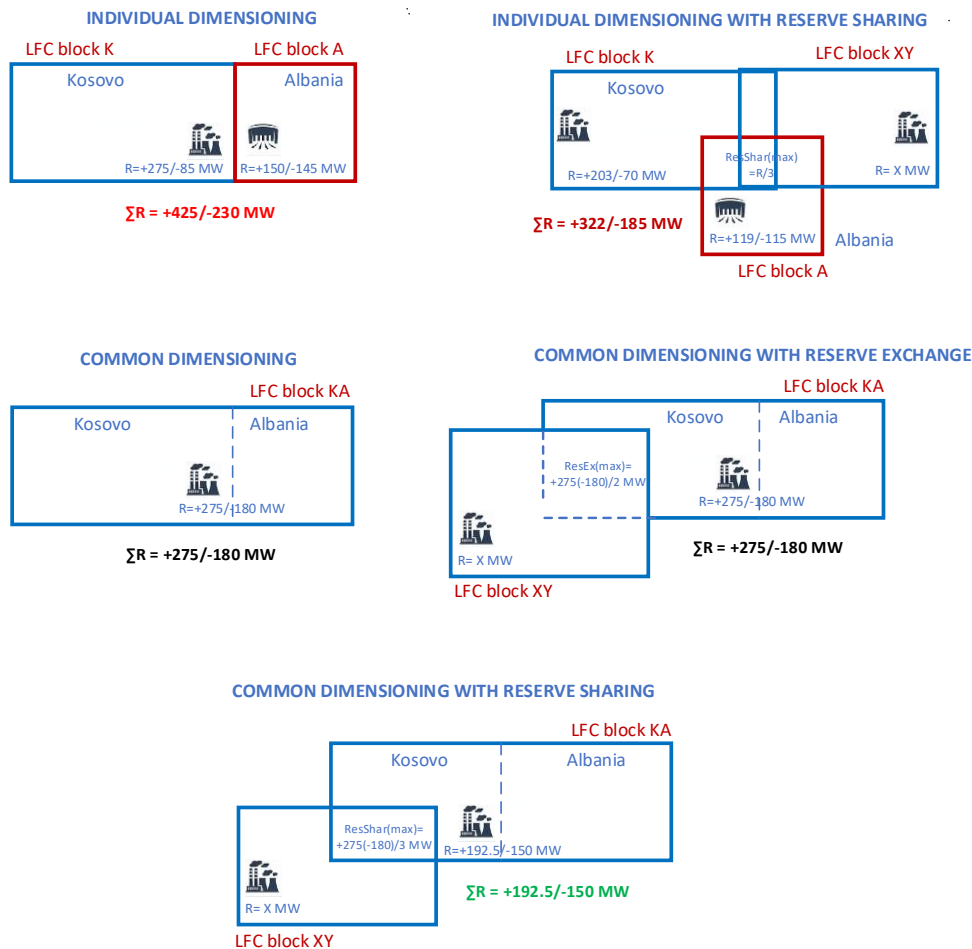 INDIVIDUAL DIMENSIONING
LFC block K
LFC block A
Kosovo
Albania
R=+275/-85 MW
R=+150/-145 MW
∑R = +425/-230 MW
INDIVIDUAL DIMENSIONING WITH RESERVE SHARING
LFC block K
LFC block XY
Kosovo
ResShar(max)
=R/3
R=+203/-70 MW
R= X MW
∑R = +322/-185 MW
R=+119/-115 MW
Albania
LFC block A
COMMON DIMENSIONING
LFC block KA
Kosovo
Albania
R=+275/-180 MW
∑R = +275/-180 MW
COMMON DIMENSIONING WITH RESERVE EXCHANGE
LFC block KA
Kosovo
Albania
ResEx(max)=
+275(-180)/2 MW
R=+275/-180 MW
R= X MW
∑R = +275/-180 MW
LFC block XY
COMMON DIMENSIONING WITH RESERVE SHARING
LFC block KA
Kosovo
Albania
ResShar(max)=
+275(-180)/3 MW
R=+192.5/-150 MW
R= X MW
∑R = +192.5/-150 MW
LFC block XY